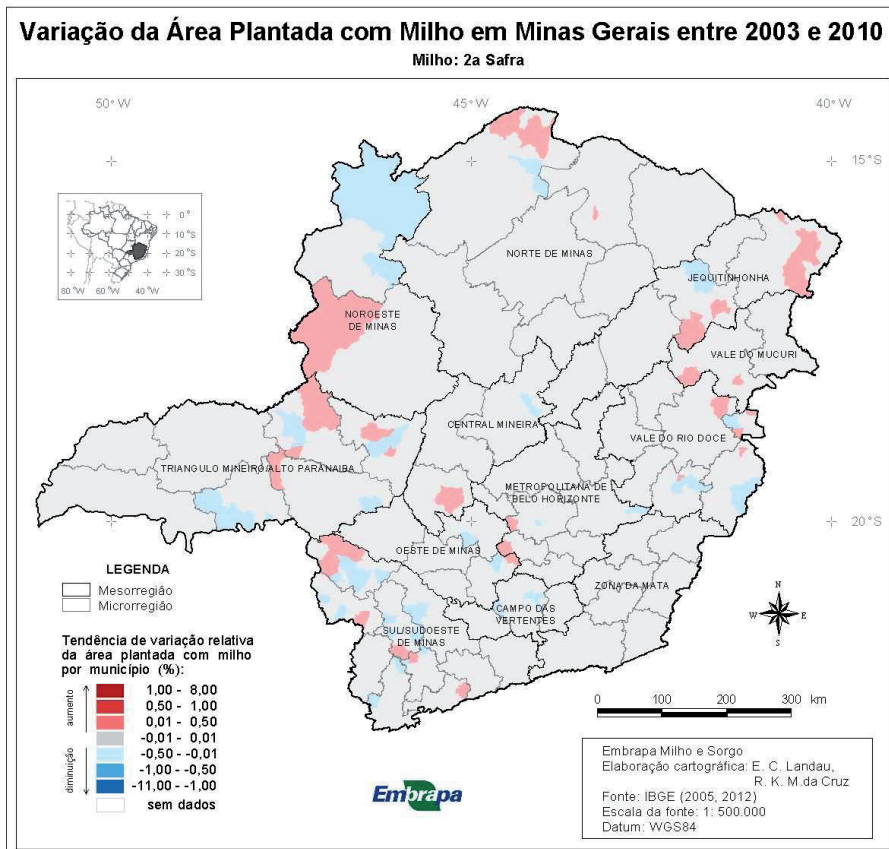 Variação da Área Plantada com Milho em Minas Gerais entre 2003 e 2010
Milho: 2a Safra
50° W
45° W
40° W
15° S
20° S
0°
10° S
20° S
30° S
80° W 60° W 40° W
NORTE DE MINAS
JEQUITINHONHA
NOROESTE
DE MINAS
VALE DO MUCURI
CENTRAL MINEIRA
VALE DO RIO DOCE
TRIANGULO MINEIRO/ALTO PARANAIBA
METROPOLITANA DE
BELO HORIZONTE
OESTE DE MINAS
ZONA DA MATA
CAMPO DAS
VERTENTES
SUL/SUDOESTE
DE MINAS
LEGENDA
Mesorregião
Microrregião
Tendência de variação relativa
da área plantada com milho
por município (%):
aumento
1,00 - 8,00
0,50 - 1,00
0,01 - 0,50
-0,01 - 0,01
diminuição
-0,50 - -0,01
-1,00 - -0,50
-11,00 - -1,00
sem dados
N
W E
S
0 100 200 300 km
Embrapa
Embrapa Milho e Sorgo
Elaboração cartográfica: E. C. Landau,
R. K. M.da Cruz
Fonte: IBGE (2005, 2012)
Escala da fonte: 1: 500.000
Datum: WGS84